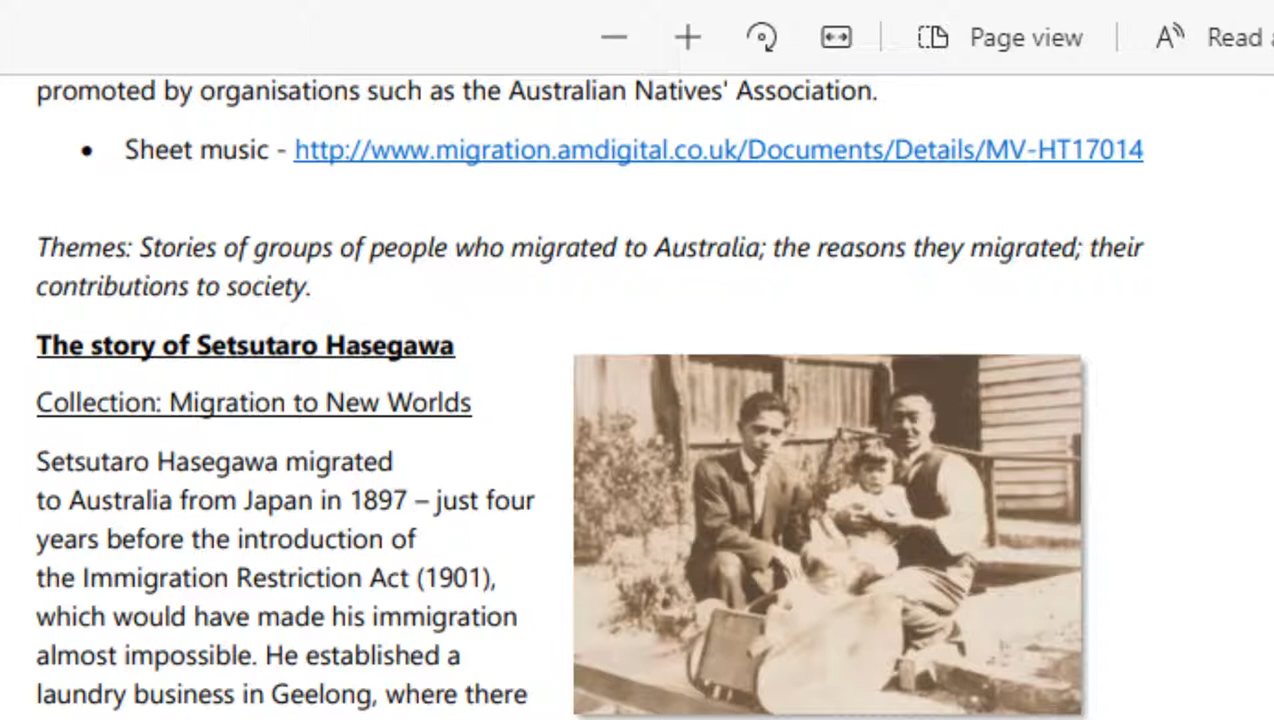 Page view
Read
promoted by organisations such as the Australian Natives' Association.
• Sheet music - http://www.migration.amdigital.co.uk/Documents/Details/MV-HT17014
Themes: Stories of groups of people who migrated to Australia; the reasons they migrated; their
contributions to society.
The story of Setsutaro Hasegawa
Collection: Migration to New Worlds
Setsutaro Hasegawa migrated
to Australia from Japan in 1897 – just four
years before the introduction of
the Immigration Restriction Act (1901),
which would have made his immigration
almost impossible. He established a
laundry business in Geelong, where there